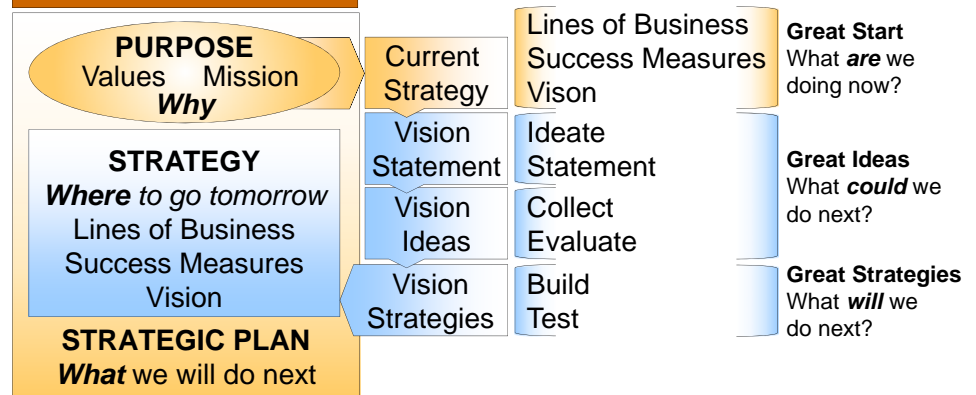 PURPOSE
Values Mission
Why
STRATEGY
Where to go tomorrow
Lines of Business
Success Measures
Vision
STRATEGIC PLAN
What we will do next
Current
Strategy
Vision
Statement
Vision
Ideas
Vision
Strategies
Lines of Business
Success Measures
Vison
Ideate
Statement
Collect
Evaluate
Build
Test
Great Start
What are we
doing now?
Great Ideas
What could we
do next?
Great Strategies
What will we
do next?